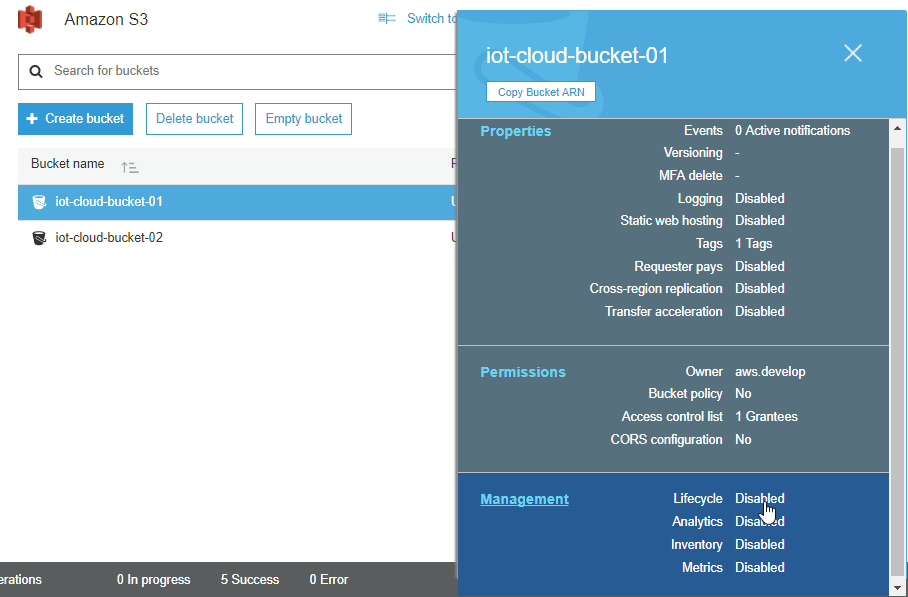 Amazon S3
Switch to
Search for buckets
+ Create bucket
Delete bucket
Empty bucket
Bucket name
iot-cloud-bucket-01
iot-cloud-bucket-02
erations
0 In progress
5 Success
0 Error
iot-cloud-bucket-01
Copy Bucket ARN
Properties
Events 0 Active notifications
Versioning -
MFA delete -
Logging Disabled
Static web hosting Disabled
Tags 1 Tags
Requester pays Disabled
Cross-region replication Disabled
Transfer acceleration Disabled
Permissions
Owner aws.develop
Bucket policy No
Access control list 1 Grantees
CORS configuration No
Management
Lifecycle Disabled
Analytics Disabled
Inventory Disabled
Metrics Disabled